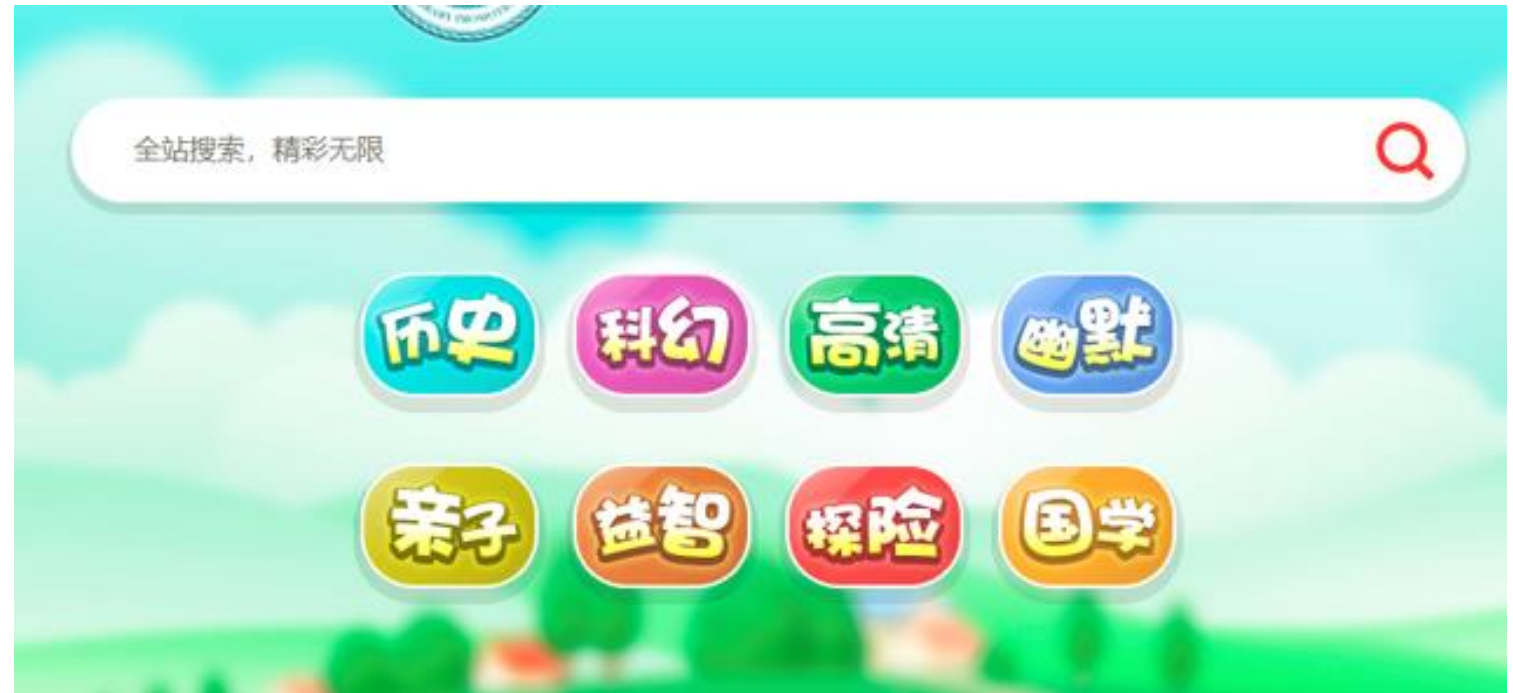 全站搜索，精彩无限
历史 科幻 高清 幽默
亲子 益智 探险 国学